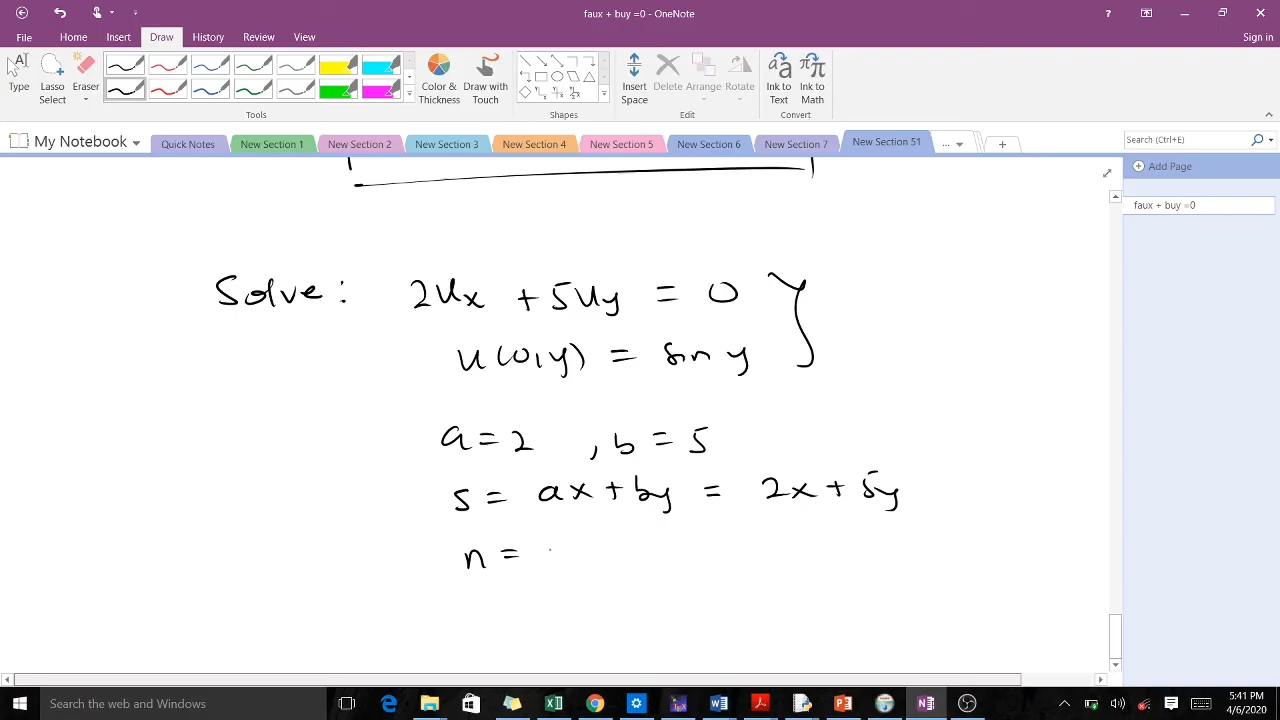 faux + buy =0 - OneNote
File Home Insert Draw History Review View
Sign in
Type
Lasso Select
Eraser
Color & Thickness
Draw with Touch
Insert Space
Delete
Arrange
Rotate
Ink to Text
Ink to Math
Tools Shapes Edit Convert
My Notebook Quick Notes New Section 1 New Section 2 New Section 3 New Section 4 New Section 5 New Section 6 New Section 7 New Section 51 ...
Search (Ctrl+E)
Add Page
faux + buy =0
Solve : 2Ux + 5Uy = 0
u(0,y) = sin y
a = 2 , b = 5
s = ax + by = 2x + 5y
n =
Search the web and Windows
5:41 PM
4/6/2020